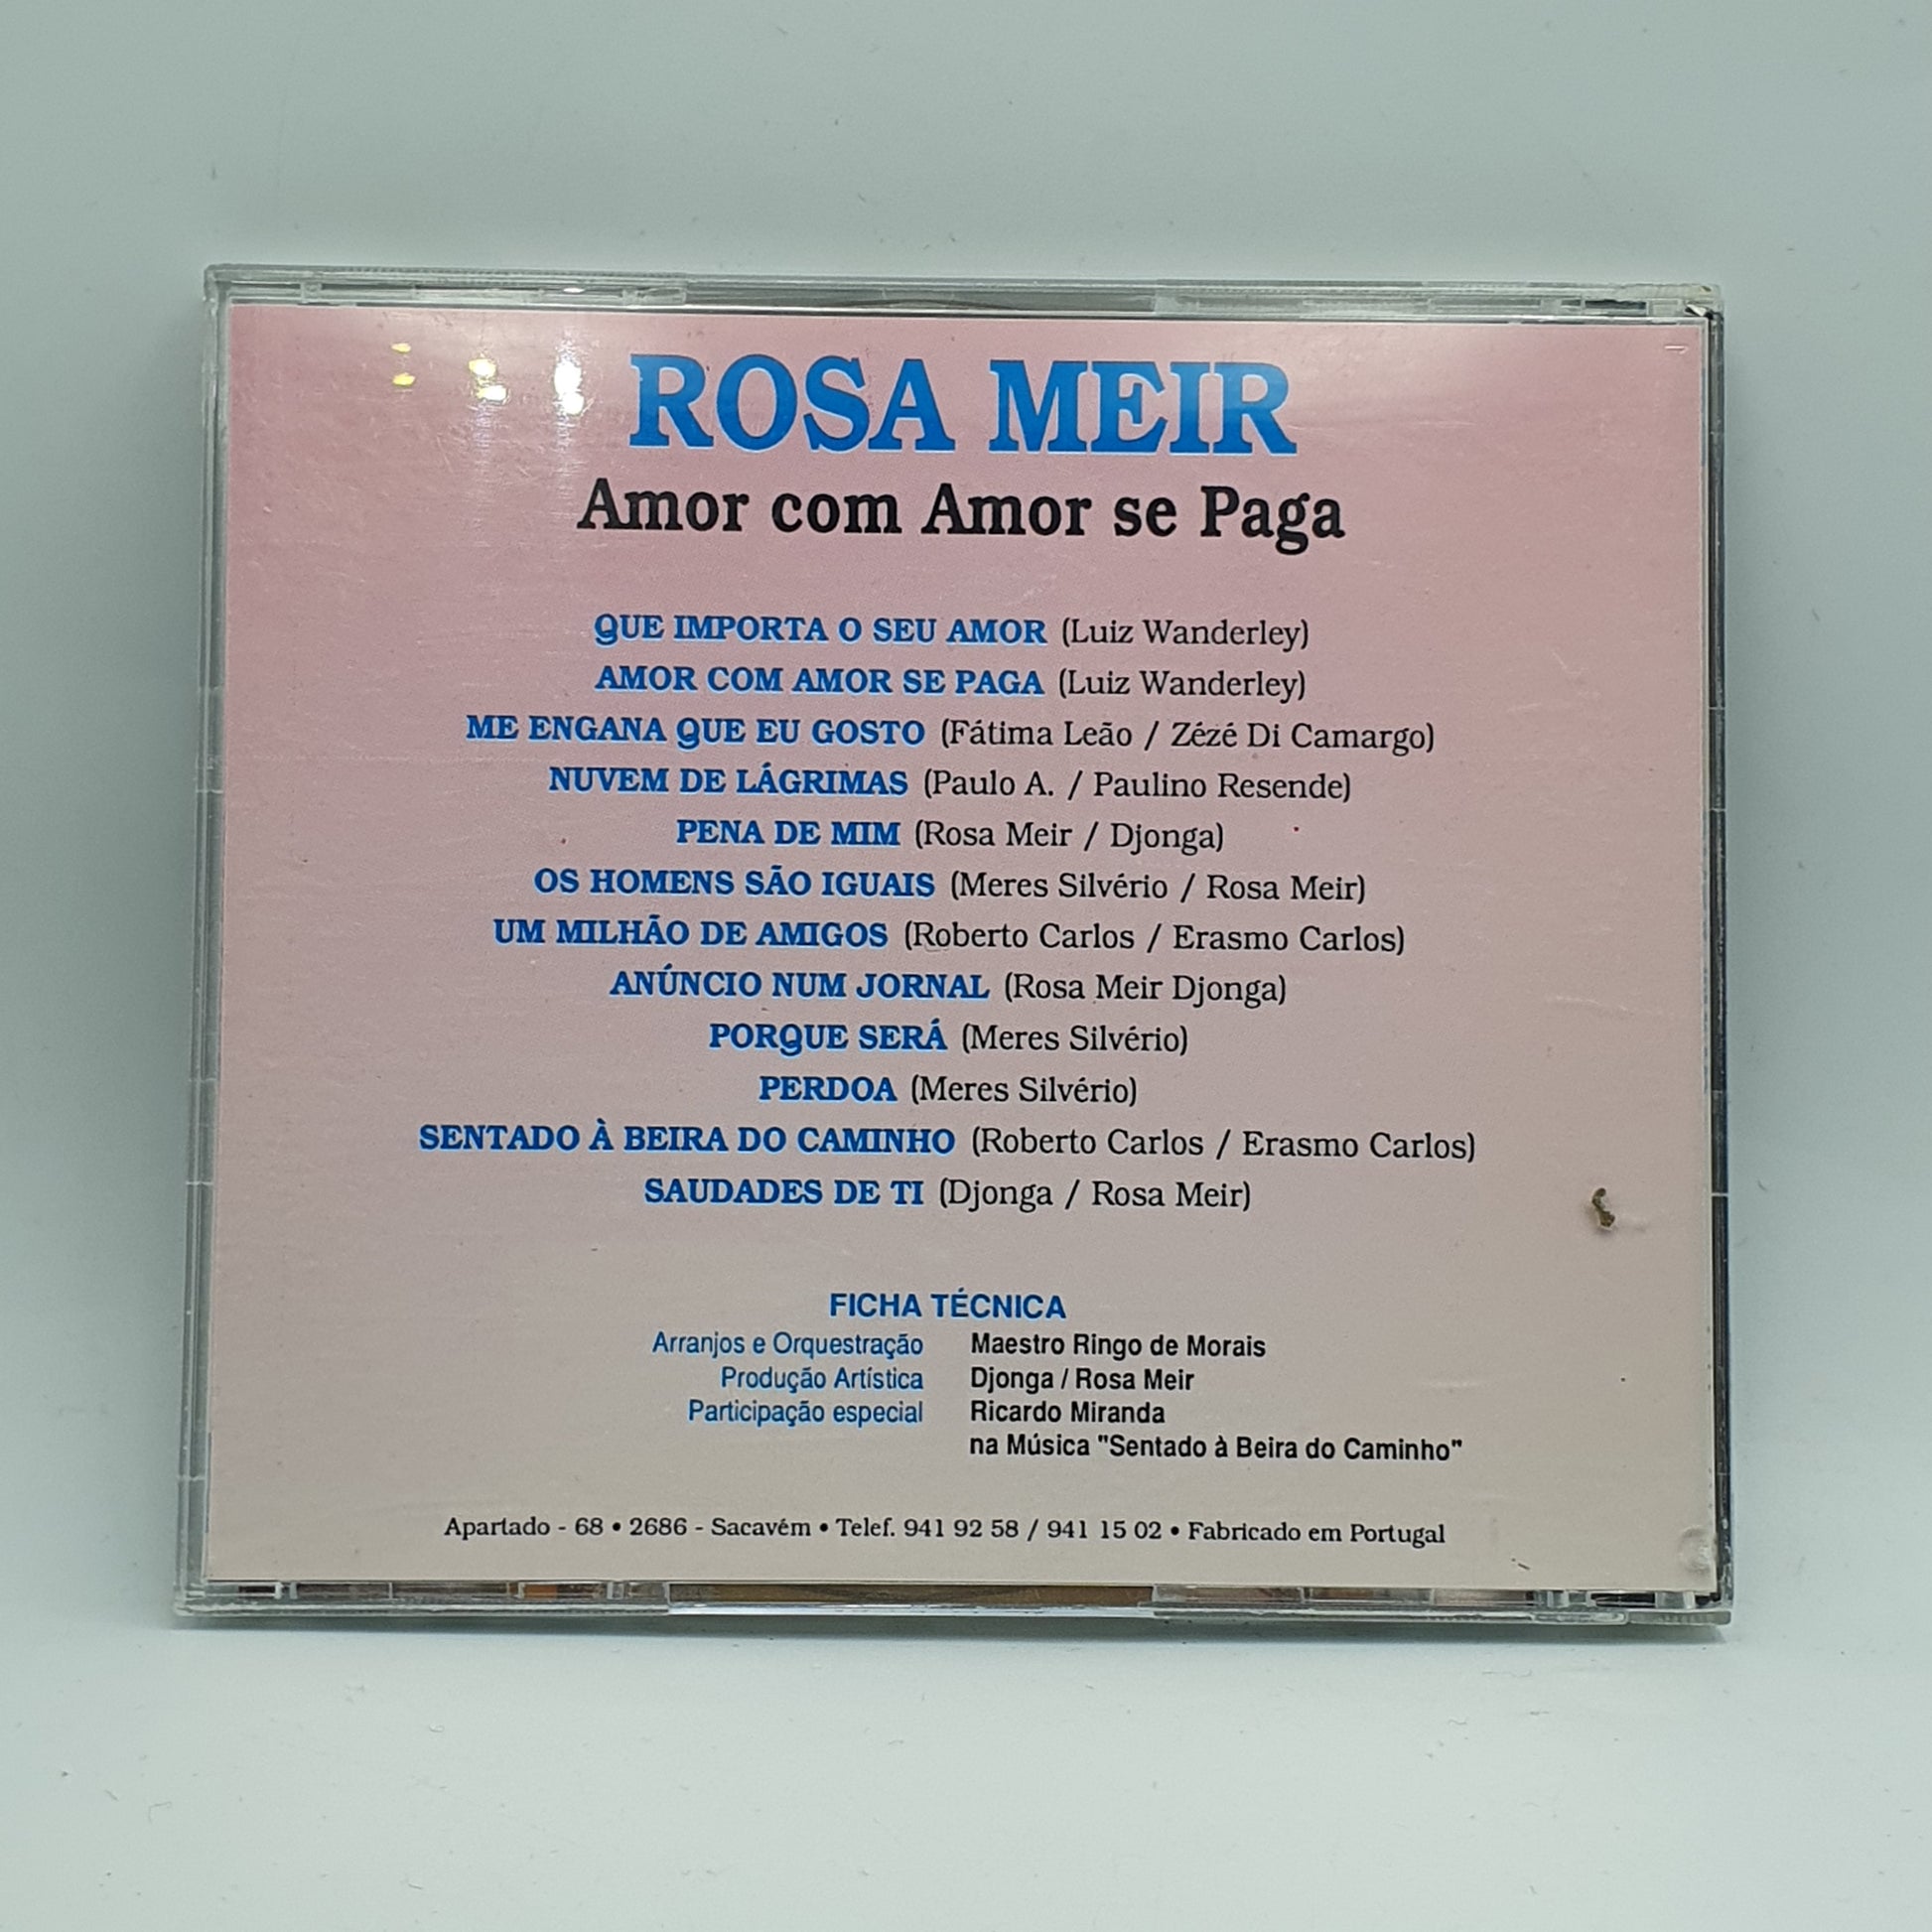 ROSA MEIR
Amor com Amor se Paga
QUE IMPORTA O SEU AMOR (Luiz Wanderley)
AMOR COM AMOR SE PAGA (Luiz Wanderley)
ME ENGANA QUE EU GOSTO (Fátima Leão / Zézé Di Camargo)
NUVEM DE LÁGRIMAS (Paulo A. / Paulino Resende)
PENA DE MIM (Rosa Meir / Djonga)
OS HOMENS SÃO IGUAIS (Meres Silvério / Rosa Meir)
UM MILHÃO DE AMIGOS (Roberto Carlos / Erasmo Carlos)
ANÚNCIO NUM JORNAL (Rosa Meir Djonga)
PORQUE SERÁ (Meres Silvério)
PERDOA (Meres Silvério)
SENTADO À BEIRA DO CAMINHO (Roberto Carlos / Erasmo Carlos)
SAUDADES DE TI (Djonga / Rosa Meir)
FICHA TÉCNICA
Arranjos e Orquestração Maestro Ringo de Morais
Produção Artística Djonga / Rosa Meir
Participação especial Ricardo Miranda
na Música "Sentado à Beira do Caminho"
Apartado - 68 • 2686 - Sacavém • Telef. 941 92 58 / 941 15 02 • Fabricado em Portugal